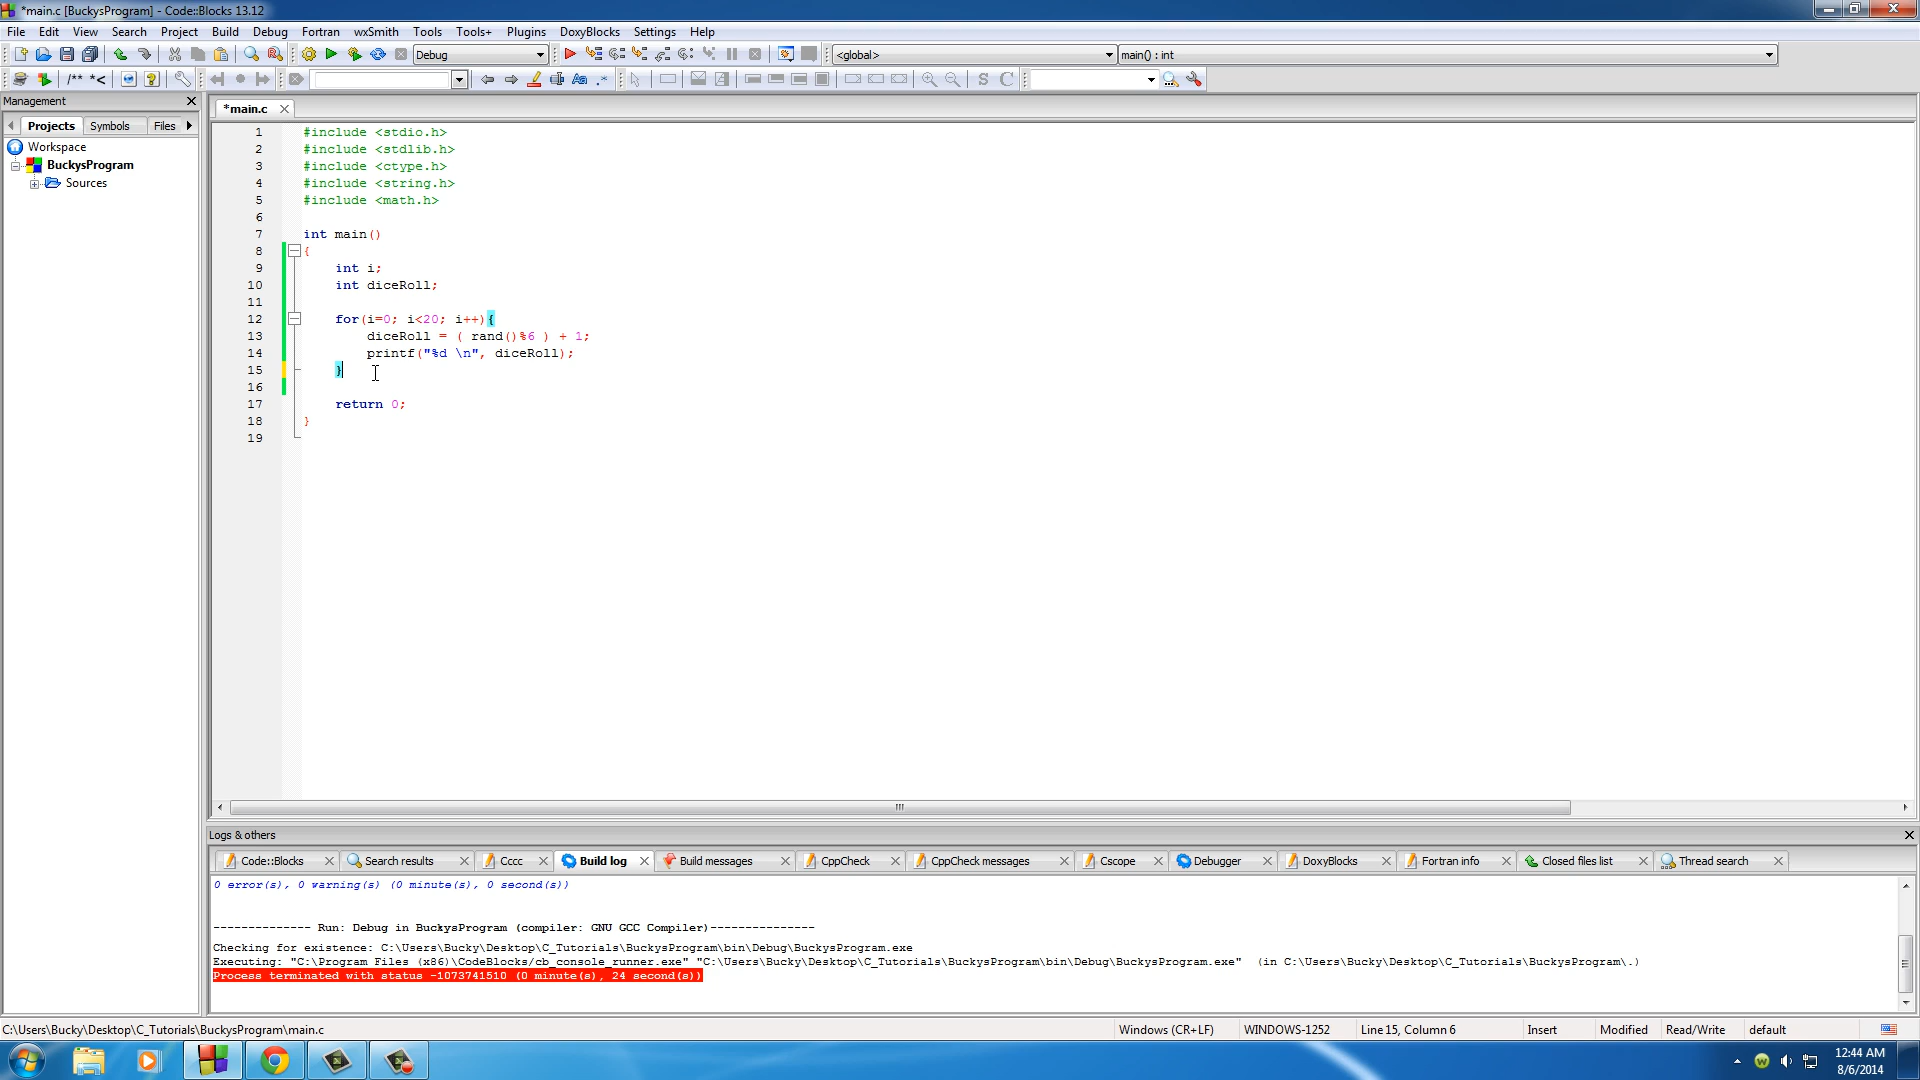 *main.c [BuckysProgram] - Code::Blocks 13.12
File Edit View Search Project Build Debug Fortran wxSmith Tools Tools+ Plugins DoxyBlocks Settings Help
Debug <global> main() : int
/** *<
Management
*main.c
Projects Symbols Files
Workspace
BuckysProgram
Sources
1 #include <stdio.h>
2 #include <stdlib.h>
3 #include <ctype.h>
4 #include <string.h>
5 #include <math.h>
6
7 int main()
8 {
9 int i;
10 int diceRoll;
11
12 for(i=0; i<20; i++){
13 diceRoll = ( rand()%6 ) + 1;
14 printf("%d \n", diceRoll);
15 }
16
17 return 0;
18 }
19
Logs & others
Code::Blocks Search results Cccc Build log Build messages CppCheck CppCheck messages Cscope Debugger DoxyBlocks Fortran info Closed files list Thread search
0 error(s), 0 warning(s) (0 minute(s), 0 second(s))
-------------- Run: Debug in BuckysProgram (compiler: GNU GCC Compiler)---------------
Checking for existence: C:\Users\Bucky\Desktop\C_Tutorials\BuckysProgram\bin\Debug\BuckysProgram.exe
Executing: "C:\Program Files (x86)\CodeBlocks/cb_console_runner.exe" "C:\Users\Bucky\Desktop\C_Tutorials\BuckysProgram\bin\Debug\BuckysProgram.exe" (in C:\Users\Bucky\Desktop\C_Tutorials\BuckysProgram\.)
Process terminated with status -1073741510 (0 minute(s), 24 second(s))
C:\Users\Bucky\Desktop\C_Tutorials\BuckysProgram\main.c Windows (CR+LF) WINDOWS-1252 Line 15, Column 6 Insert Modified Read/Write default
12:44 AM
8/6/2014